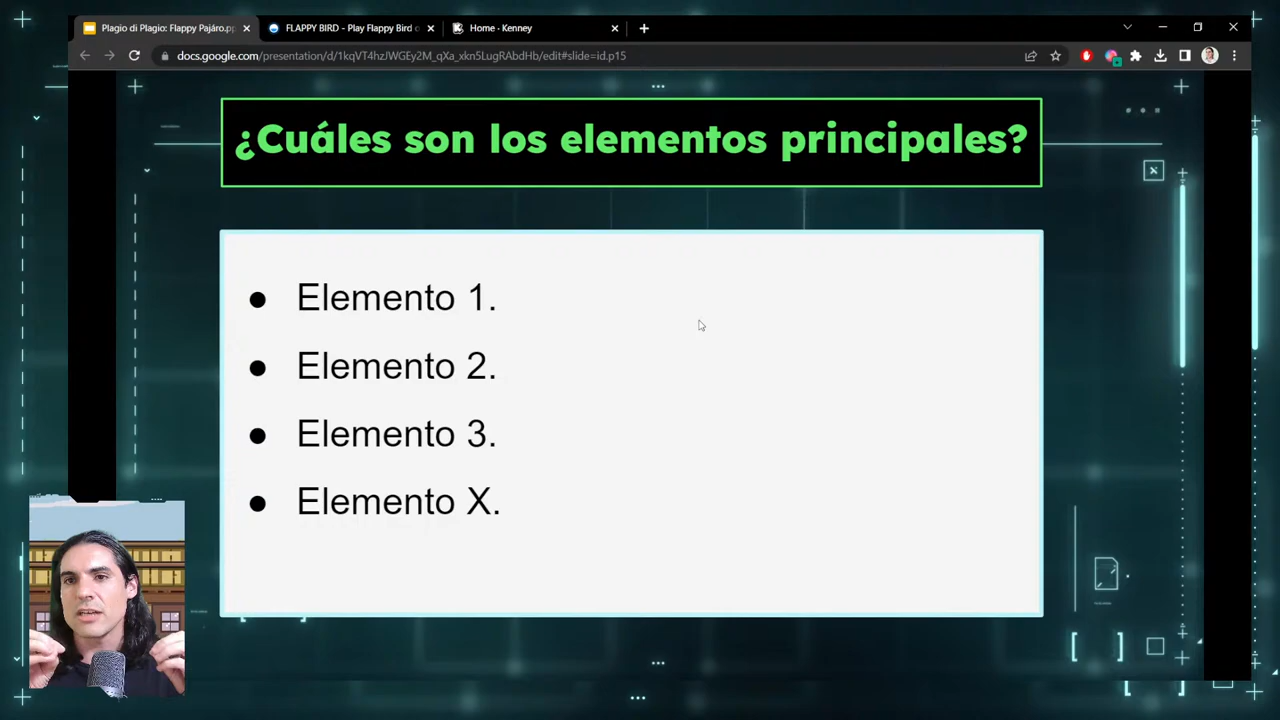 Plagio di Plagio: Flappy Pajáro.pp
FLAPPY BIRD - Play Flappy Bird o
Home · Kenney
docs.google.com/presentation/d/1kqVT4hzJWGEy2M_qXa_xkn5LugRAbdHb/edit#slide=id.p15
¿Cuáles son los elementos principales?
● Elemento 1.
● Elemento 2.
● Elemento 3.
● Elemento X.